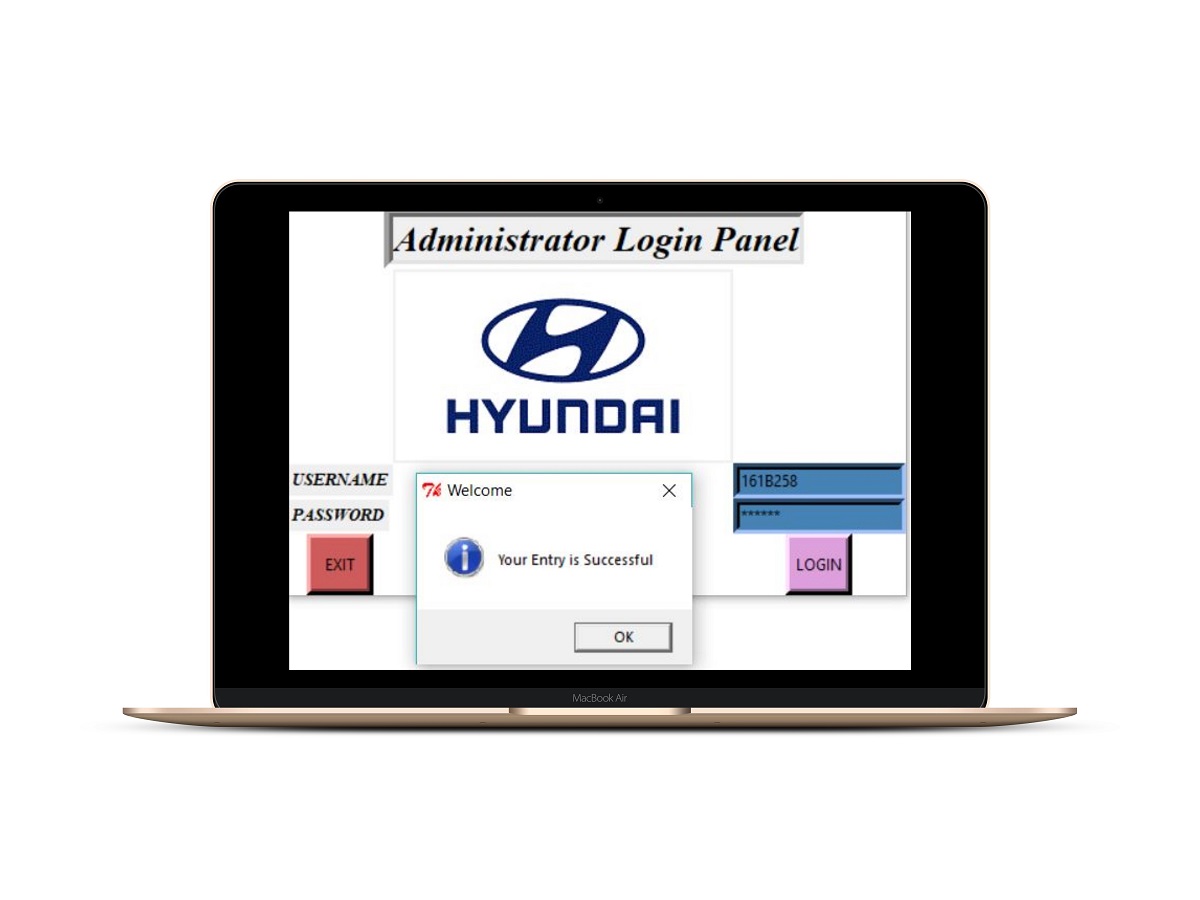 Administrator Login Panel
HYUNDAI
USERNAME
161B258
PASSWORD
******
Welcome
Your Entry is Successful
EXIT
LOGIN
OK
MacBook Air